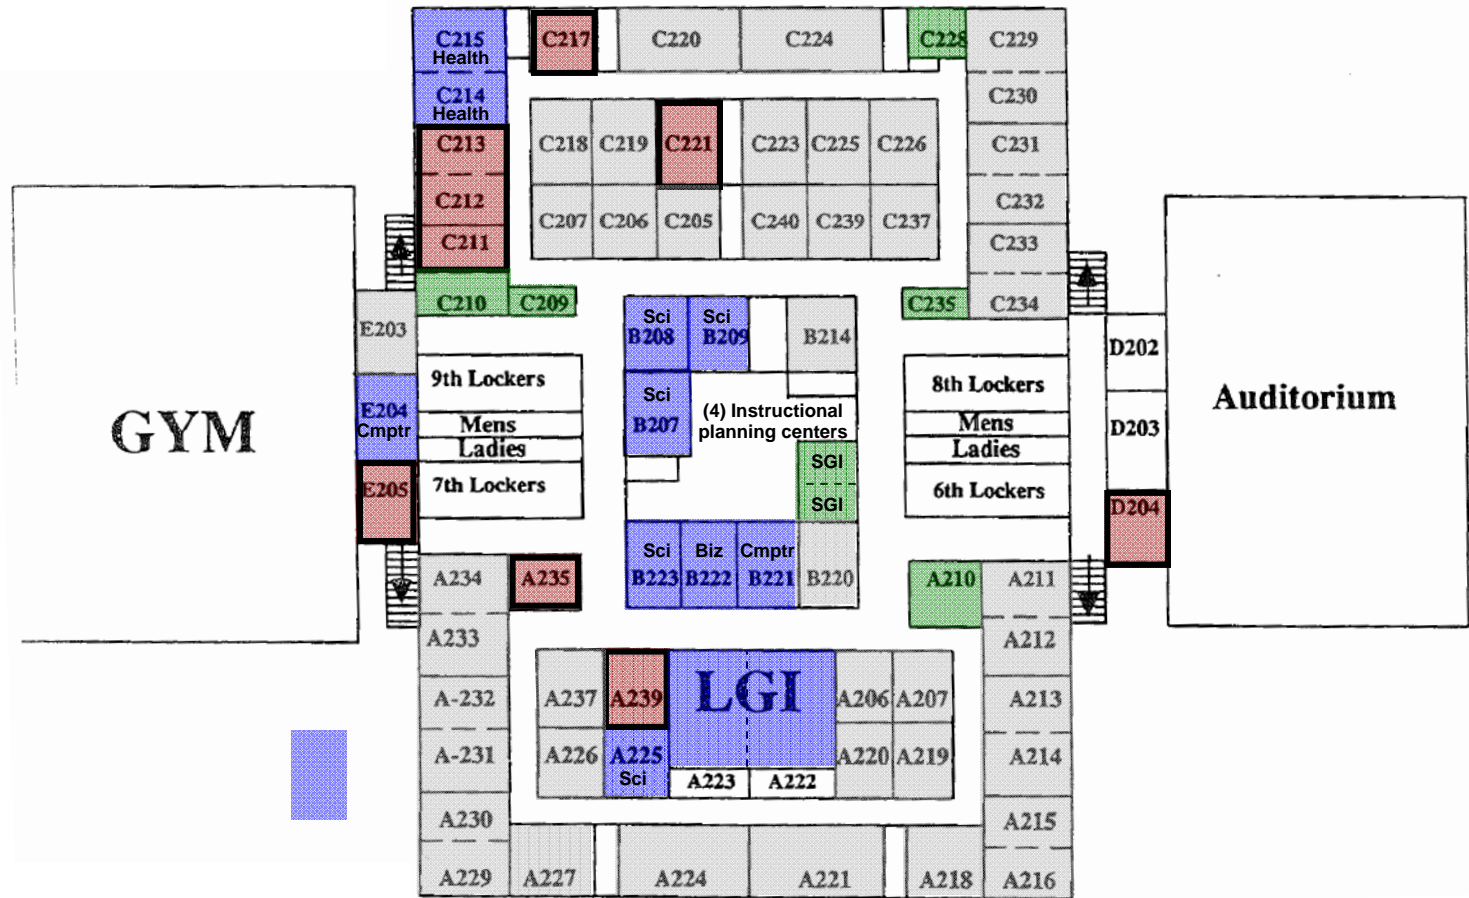 C215
Health
C217
C220
C224
C228
C229
C214
Health
C230
C213
C218
C219
C221
C223
C225
C226
C231
C212
C232
C207
C206
C205
C240
C239
C237
C211
C233
C210
C209
C235
C234
E203
Sci
B208
Sci
B209
B214
D202
9th Lockers
8th Lockers
E204
Cmptr
Sci
B207
(4) Instructional
planning centers
GYM
Mens
Ladies
Mens
Ladies
D203
Auditorium
E205
7th Lockers
SGI
SGI
6th Lockers
D204
Sci
B223
Biz
B222
Cmptr
B221
B220
A234
A235
A210
A211
A233
A212
A-232
A237
A239
LGI
A206
A207
A213
A-231
A226
A225
Sci
A223
A222
A220
A219
A214
A230
A215
A229
A227
A224
A221
A218
A216